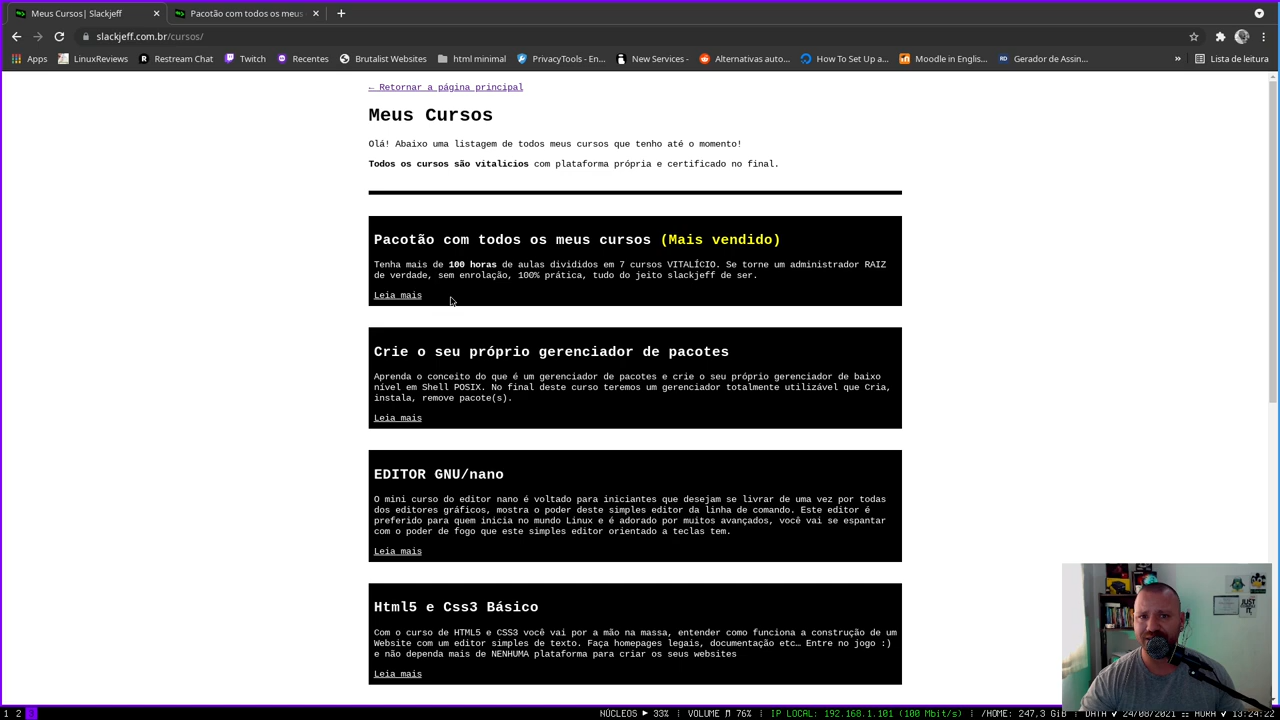 Meus Cursos| Slackjeff
Pacotão com todos os meus
slackjeff.com.br/cursos/
Apps
LinuxReviews
Restream Chat
Twitch
Recentes
Brutalist Websites
html minimal
PrivacyTools - En...
New Services -
Alternativas auto...
How To Set Up a...
Moodle in Englis...
Gerador de Assin...
»
Lista de leitura
← Retornar a página principal
Meus Cursos
Olá! Abaixo uma listagem de todos meus cursos que tenho até o momento!
Todos os cursos são vitalicios com plataforma própria e certificado no final.
Pacotão com todos os meus cursos (Mais vendido)
Tenha mais de 100 horas de aulas divididos em 7 cursos VITALÍCIO. Se torne um administrador RAIZ
de verdade, sem enrolação, 100% prática, tudo do jeito slackjeff de ser.
Leia mais
Crie o seu próprio gerenciador de pacotes
Aprenda o conceito do que é um gerenciador de pacotes e crie o seu próprio gerenciador de baixo
nível em Shell POSIX. No final deste curso teremos um gerenciador totalmente utilizável que Cria,
instala, remove pacote(s).
Leia mais
EDITOR GNU/nano
O mini curso do editor nano é voltado para iniciantes que desejam se livrar de uma vez por todas
dos editores gráficos, mostra o poder deste simples editor da linha de comando. Este editor é
preferido para quem inicia no mundo Linux e é adorado por muitos avançados, você vai se espantar
com o poder de fogo que este simples editor orientado a teclas tem.
Leia mais
Html5 e Css3 Básico
Com o curso de HTML5 e CSS3 você vai por a mão na massa, entender como funciona a construção de um
Website com um editor simples de texto. Faça homepages legais, documentação etc… Entre no jogo :)
e não dependa mais de NENHUMA plataforma para criar os seus websites
Leia mais
JUST
1 2 3
NÚCLEOS ► 33% ⁝ VOLUME 🎜 76% ⁝ IP LOCAL: 192.168.1.101 (100 Mbit/s) ⁝ /HOME: 247,3 GiB ⁝ DATA ✔ 24/08/2021 ⁝⁝ HORA ✔ 13:24:22